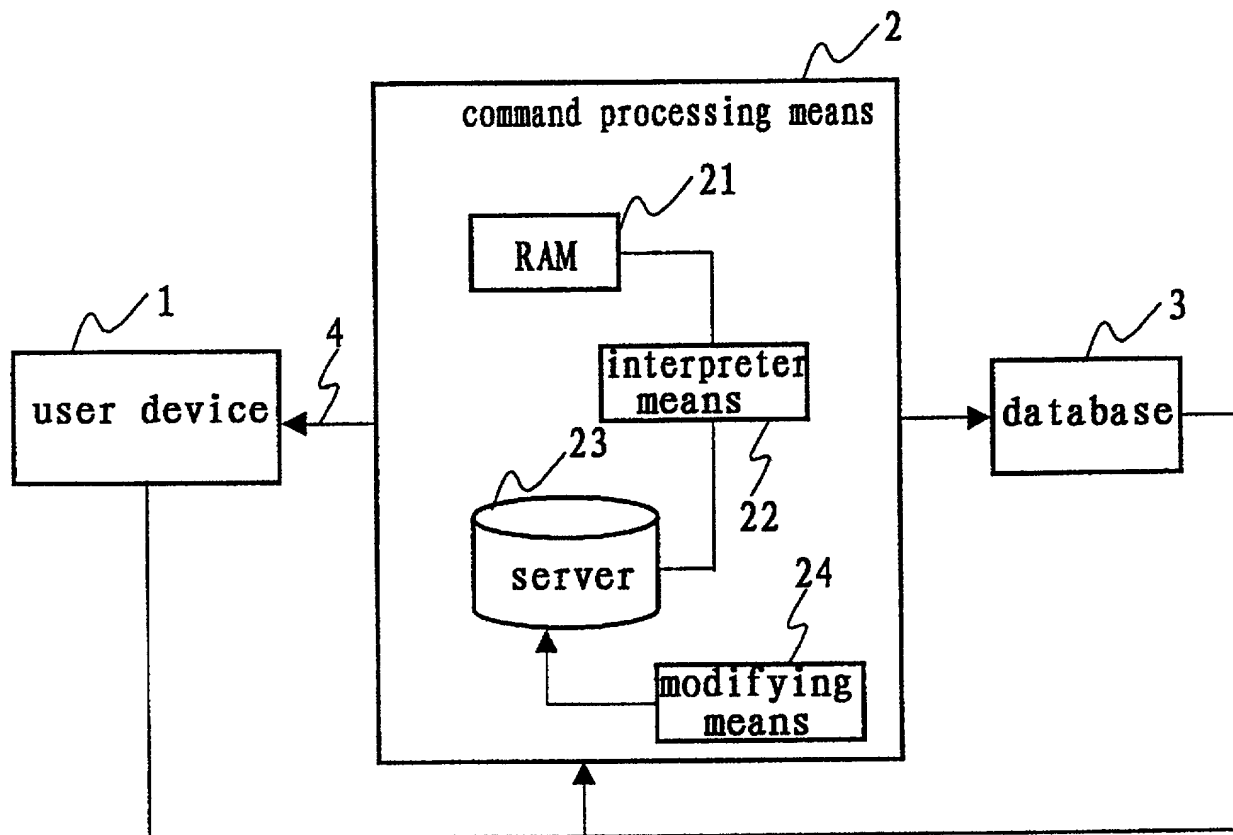 2
command processing means
21
RAM
1
4
3
user device
interpreter
means
database
23
22
server
24
modifying
means